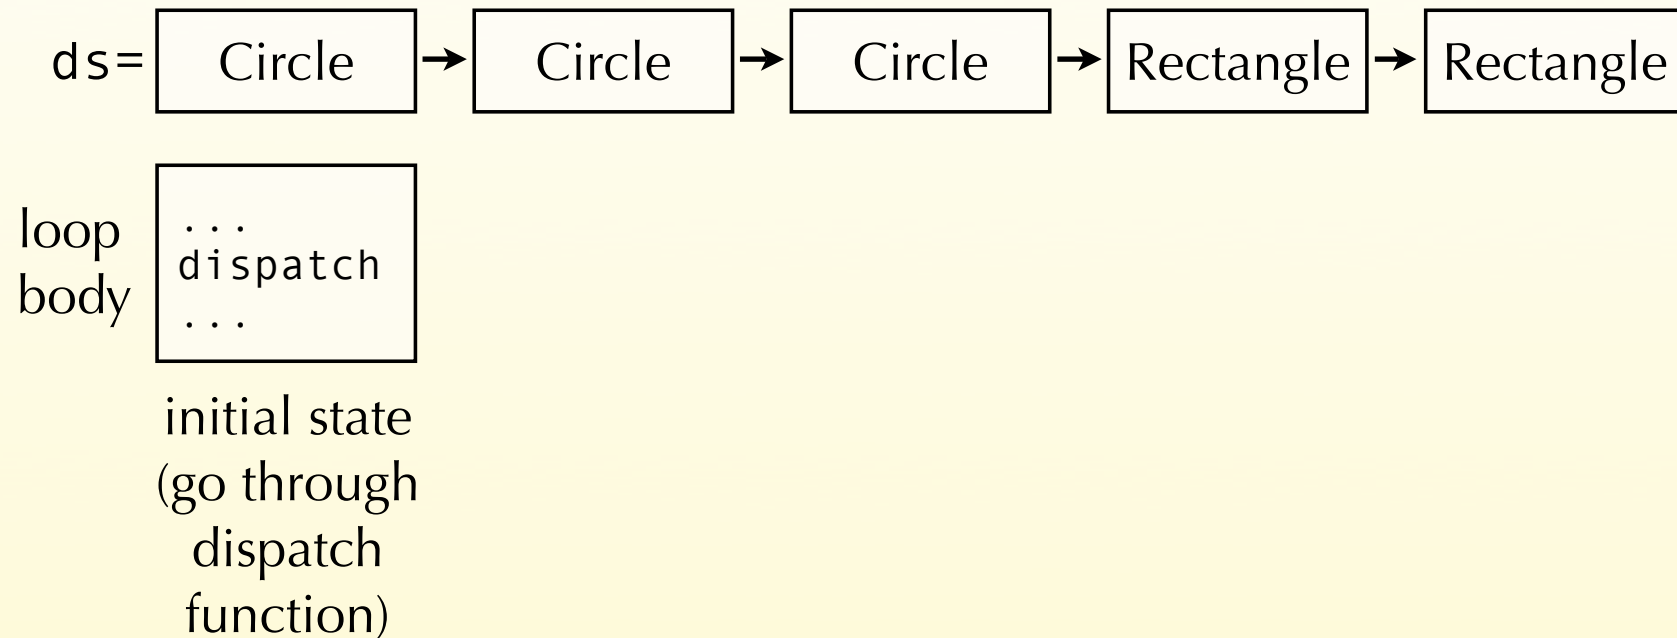 ds= Circle Circle Circle Rectangle Rectangle
loop
body
...
dispatch
...
initial state
(go through
dispatch
function)